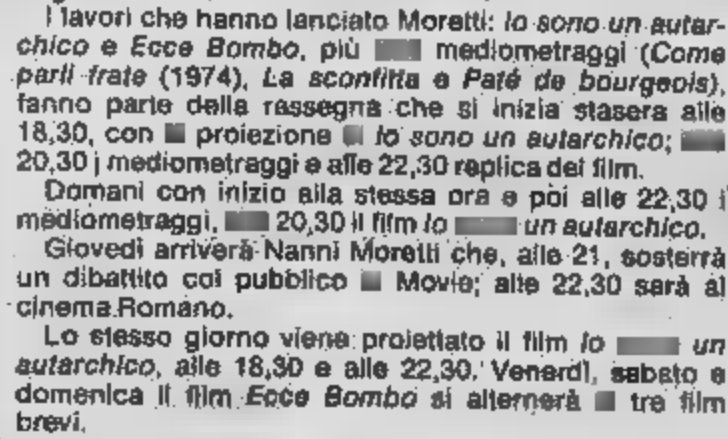 I lavori che hanno lanciato Moretti: Io sono un autar-
chico e Ecce Bombo, più mediometraggi (Come
parli frate (1974), La sconfitta e Paté de bourgeois),
fanno parte della rassegna che si inizia stasera alle
18,30, con proiezione Io sono un autarchico;
20,30 i mediometraggi e alle 22,30 replica del film.
Domani con inizio alla stessa ora e poi alle 22,30 i
mediometraggi, 20,30 il film Io un autarchico.
Giovedì arriverà Nanni Moretti che, alle 21, sosterrà
un dibattito col pubblico Movie; alle 22,30 sarà al
cinema Romano.
Lo stesso giorno viene proiettato il film Io un
autarchico, alle 18,30 e alle 22,30. Venerdì, sabato e
domenica il film Ecce Bombo si alternerà tre film
brevi.